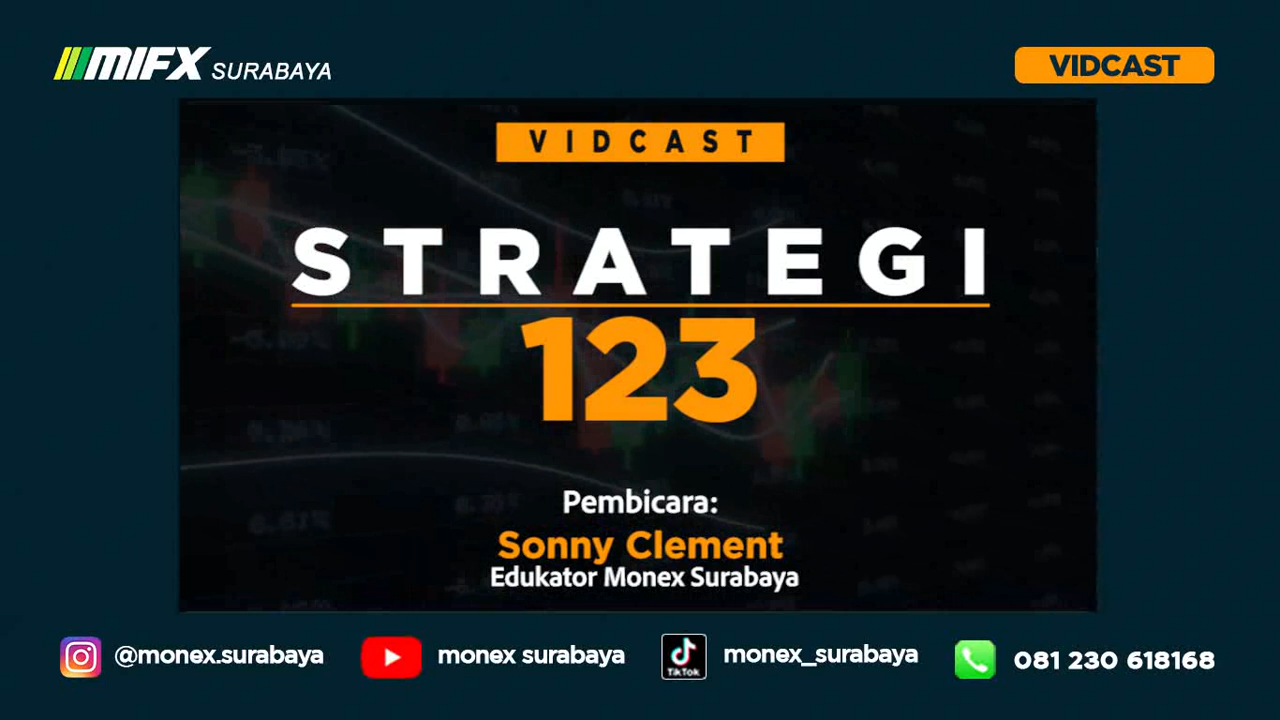 MIFX SURABAYA
VIDCAST
VIDCAST
STRATEGI
123
Pembicara:
Sonny Clement
Edukator Monex Surabaya
@monex.surabaya
monex surabaya
TikTok
monex_surabaya
081 230 618168